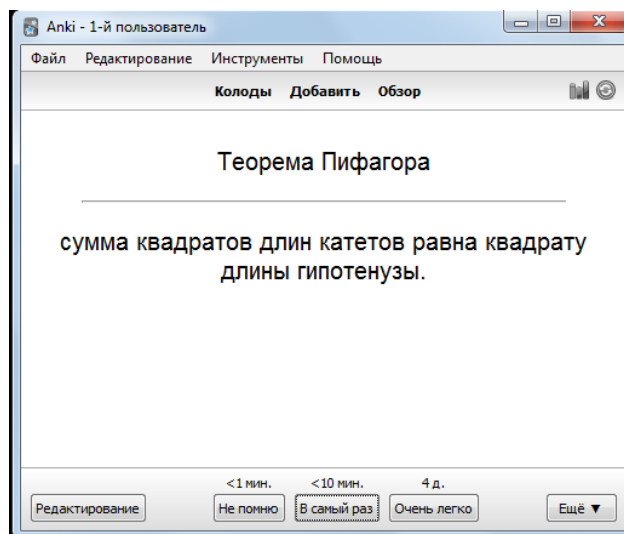 Anki - 1-й пользователь
Файл Редактирование Инструменты Помощь
Колоды Добавить Обзор
Теорема Пифагора
сумма квадратов длин катетов равна квадрату
длины гипотенузы.
<1 мин. <10 мин. 4 д.
Редактирование Не помню В самый раз Очень легко Ещё ▼